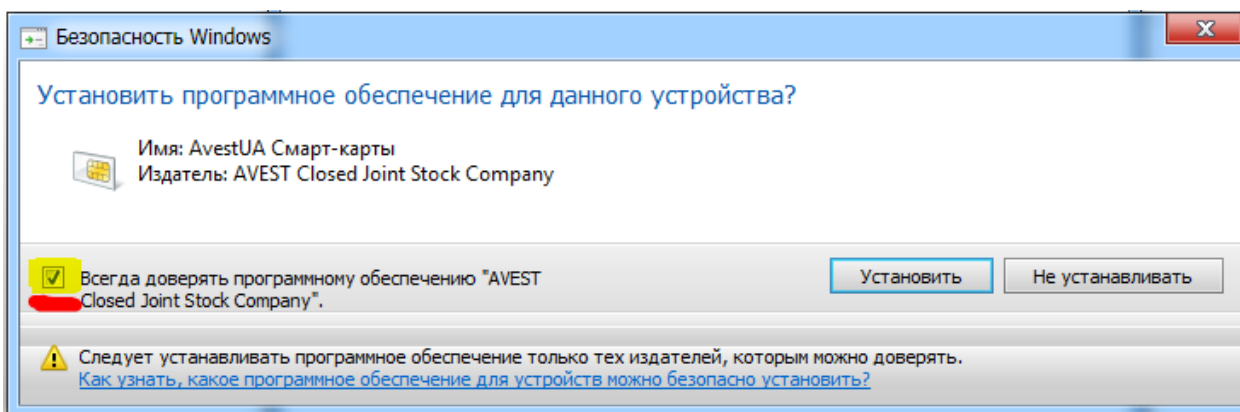 Безопасность Windows
Установить программное обеспечение для данного устройства?
Имя: AvestUA Смарт-карты
Издатель: AVEST Closed Joint Stock Company
Всегда доверять программному обеспечению "AVEST
Closed Joint Stock Company".
Установить
Не устанавливать
Следует устанавливать программное обеспечение только тех издателей, которым можно доверять.
Как узнать, какое программное обеспечение для устройств можно безопасно установить?